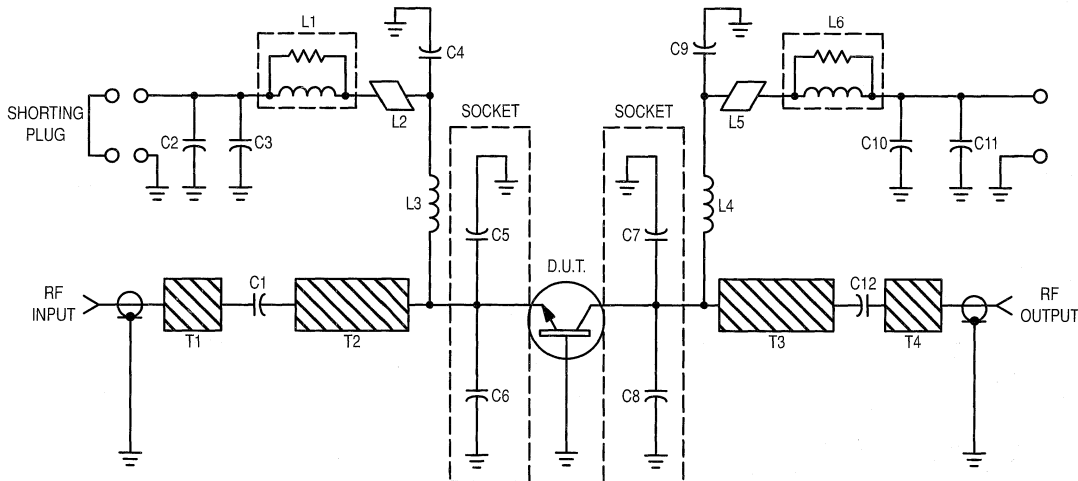 L1
L6
C4
C9
SHORTING
PLUG
L2
SOCKET
SOCKET
L5
C2
C3
C10
C11
L3
L4
C5
C7
D.U.T.
RF
INPUT
C1
C12
RF
OUTPUT
T1
T2
T3
T4
C6
C8